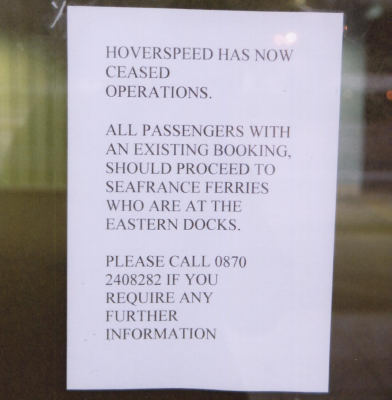 HOVERSPEED HAS NOW
CEASED
OPERATIONS.
ALL PASSENGERS WITH
AN EXISTING BOOKING,
SHOULD PROCEED TO
SEAFRANCE FERRIES
WHO ARE AT THE
EASTERN DOCKS.
PLEASE CALL 0870
2408282 IF YOU
REQUIRE ANY
FURTHER
INFORMATION